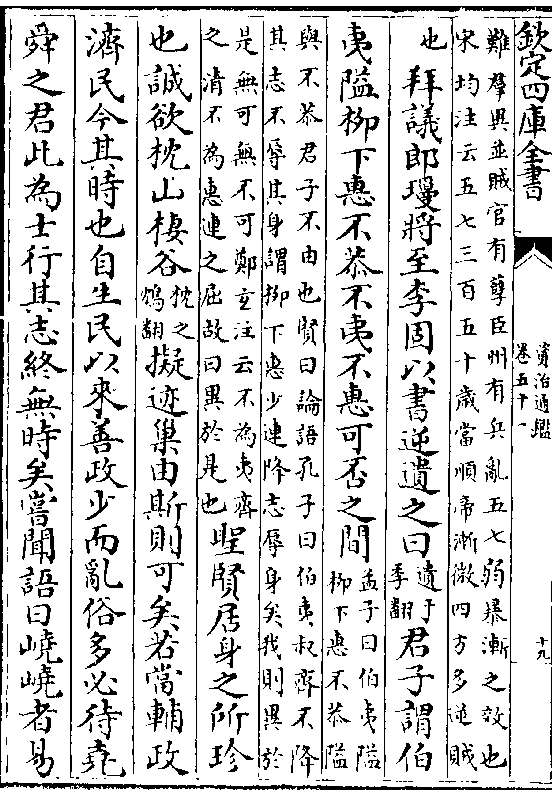 欽定四庫全書
資治通鑑
卷五十一
十九
難羣異並賊官有孽臣州有兵亂五七弱暴漸之效也
宋均注云五七三百五十歲當順帝漸微四方多逆賊
也
拜議郎瓊將至李固以書逆遺之曰遺于季翻君子謂伯
夷隘柳下惠不恭不夷不惠可否之間孟子曰伯夷隘柳下惠不恭隘
與不恭君子不由也賢曰論語孔子曰伯夷叔齊不降
其志不辱其身謂柳下惠少連降志辱身矣我則異於
是無可無不可鄭玄注云不為夷齊
之清不為惠連之屈故曰異於是也
聖賢居身之所珍
也誠欲枕山棲谷枕之鴆翻擬迹巢由斯則可矣若當輔政
濟民今其時也自生民以來善政少而亂俗多必待堯
舜之君此為士行其志終無時矣嘗聞語曰嶢嶢者易